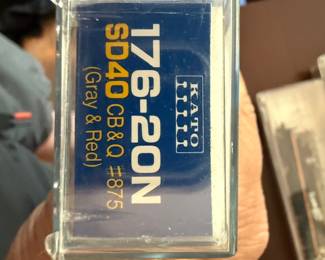 KATO
176-20N
SD40 CB&Q #875
(Gray & Red)